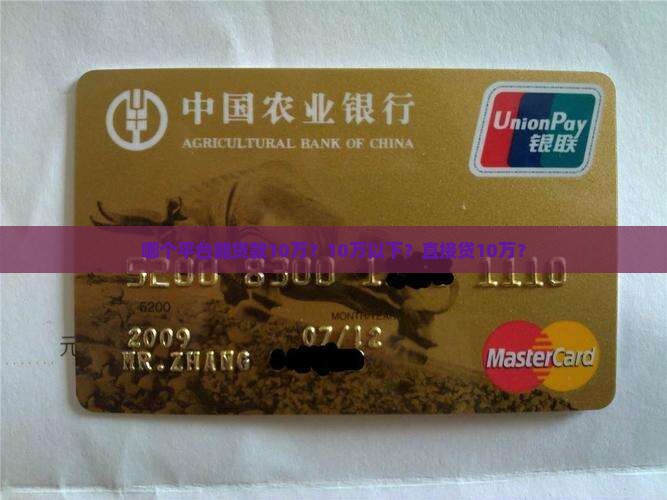 中国农业银行
AGRICULTURAL BANK OF CHINA
UnionPay
银联
哪个平台 贷款10万？10万以下？直接贷10万？
5200 8300 1 1110
5200
MONTH/YEAR
2009 07/12
MR.ZHANG
MasterCard
元